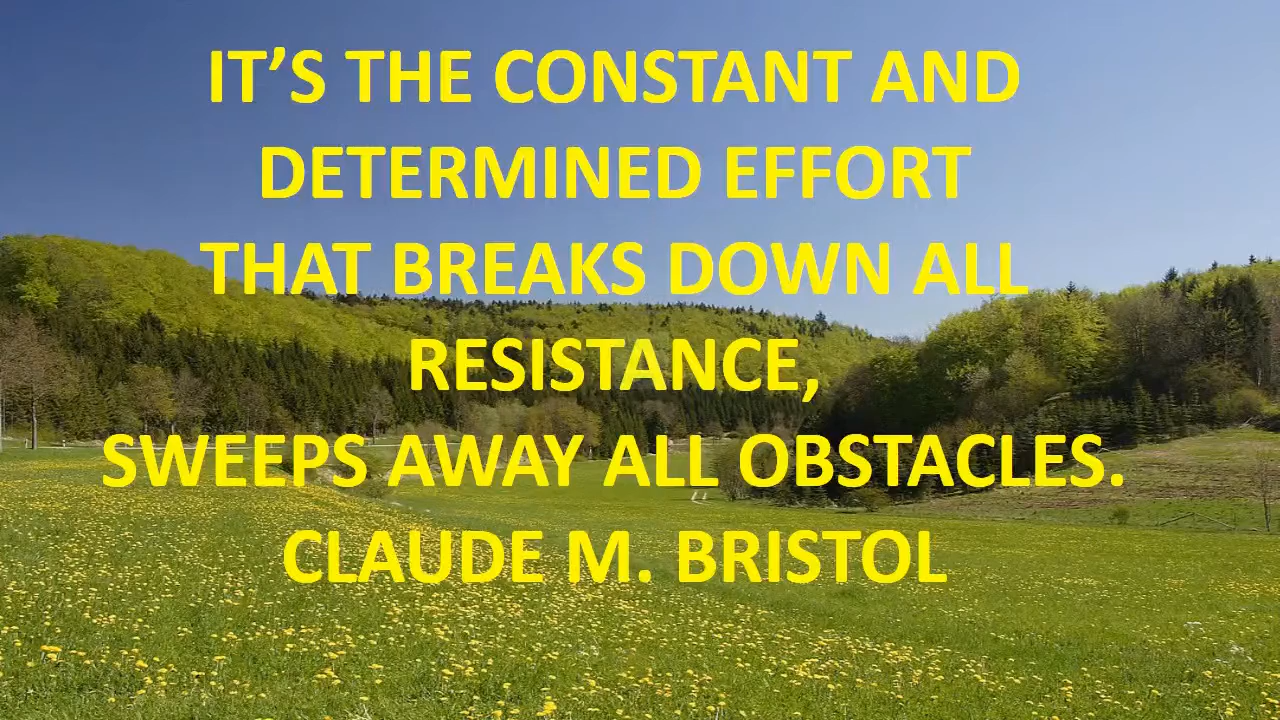 IT’S THE CONSTANT AND
DETERMINED EFFORT
THAT BREAKS DOWN ALL
RESISTANCE,
SWEEPS AWAY ALL OBSTACLES.
CLAUDE M. BRISTOL